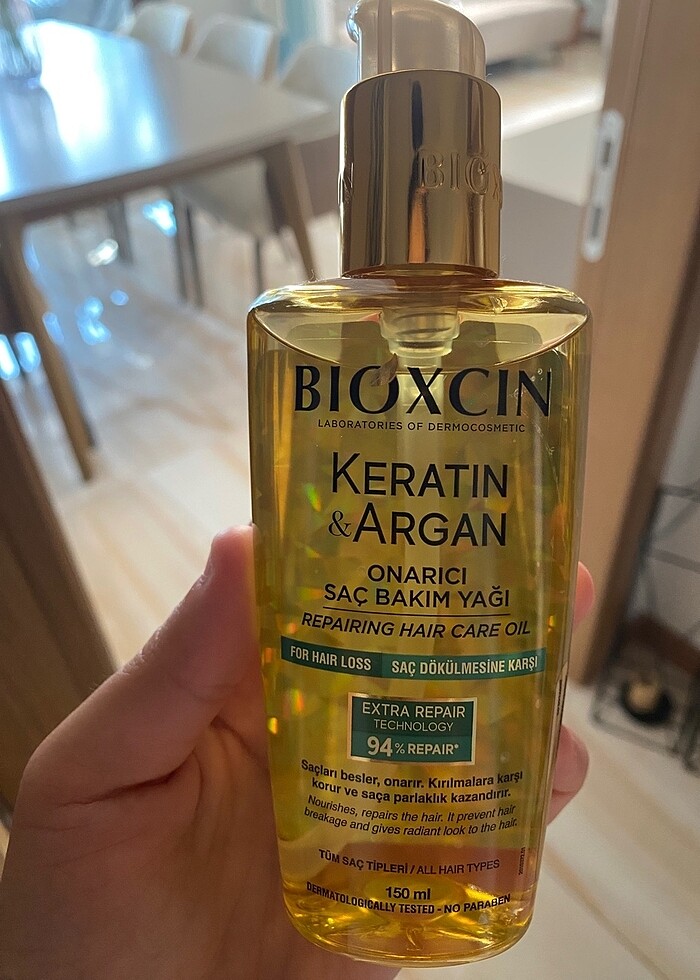 BIOX
BIOXCIN
LABORATORIES OF DERMOCOSMETIC
KERATIN
&ARGAN
ONARICI
SAÇ BAKIM YAĞI
REPAIRING HAIR CARE OIL
FOR HAIR LOSS SAÇ DÖKÜLMESİNE KARŞI
EXTRA REPAIR
TECHNOLOGY
94% REPAIR*
Saçları besler, onarır. Kırılmalara karşı
korur ve saça parlaklık kazandırır.
Nourishes, repairs the hair. It prevent hair
breakage and gives radiant look to the hair.
TÜM SAÇ TİPLERİ / ALL HAIR TYPES
150 ml
DERMATOLOGICALLY TESTED - NO PARABEN